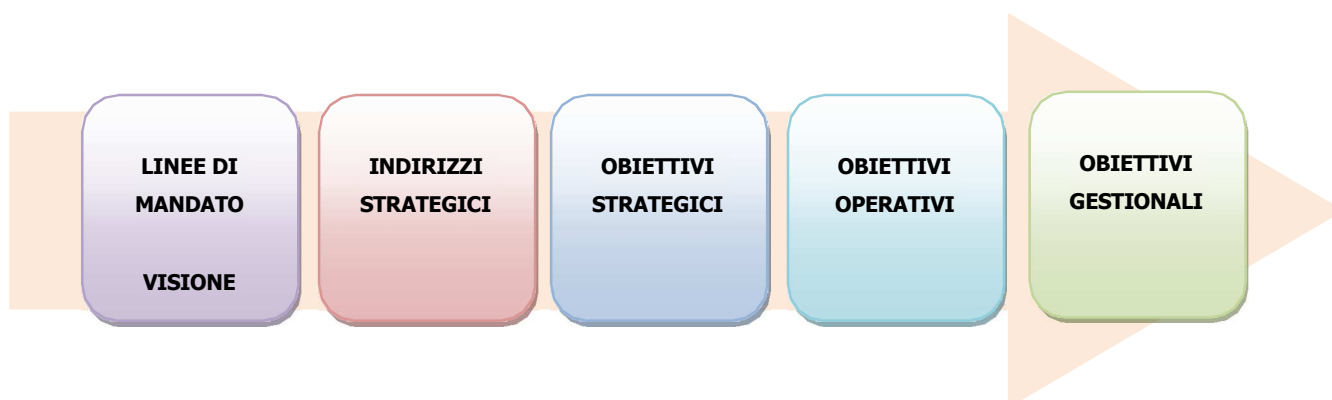 LINEE DI
MANDATO
VISIONE
INDIRIZZI
STRATEGICI
OBIETTIVI
STRATEGICI
OBIETTIVI
OPERATIVI
OBIETTIVI
GESTIONALI